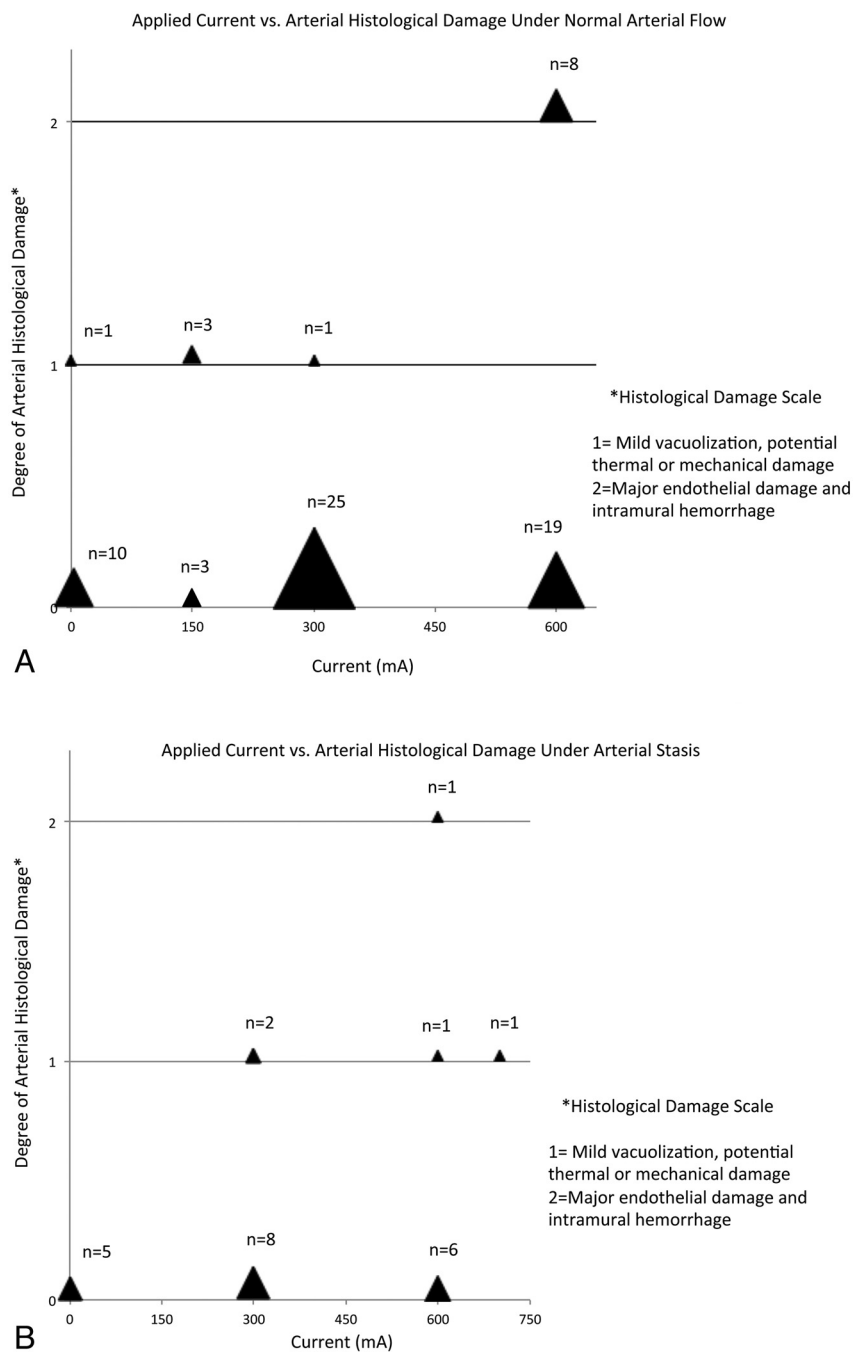 Applied Current vs. Arterial Histological Damage Under Normal Arterial Flow
n=8
2
Degree of Arterial Histological Damage*
n=1
n=3
n=1
1
*Histological Damage Scale
1= Mild vacuolization, potential
thermal or mechanical damage
2=Major endothelial damage and
intramural hemorrhage
n=25
n=19
n=10
n=3
0
0 150 300 450 600
A
Current (mA)
Applied Current vs. Arterial Histological Damage Under Arterial Stasis
n=1
2
Degree of Arterial Histological Damage*
n=2
n=1
n=1
1
*Histological Damage Scale
1= Mild vacuolization, potential
thermal or mechanical damage
2=Major endothelial damage and
intramural hemorrhage
n=5
n=8
n=6
0
0 150 300 450 600 750
B
Current (mA)